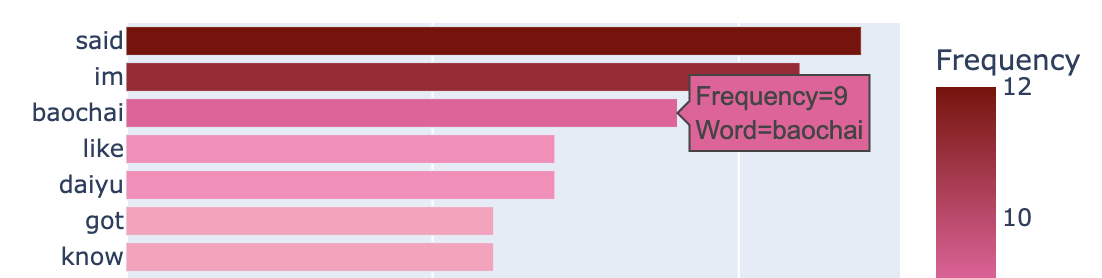 said
im
baochai
like
daiyu
got
know
Frequency=9
Word=baochai
Frequency
12
10